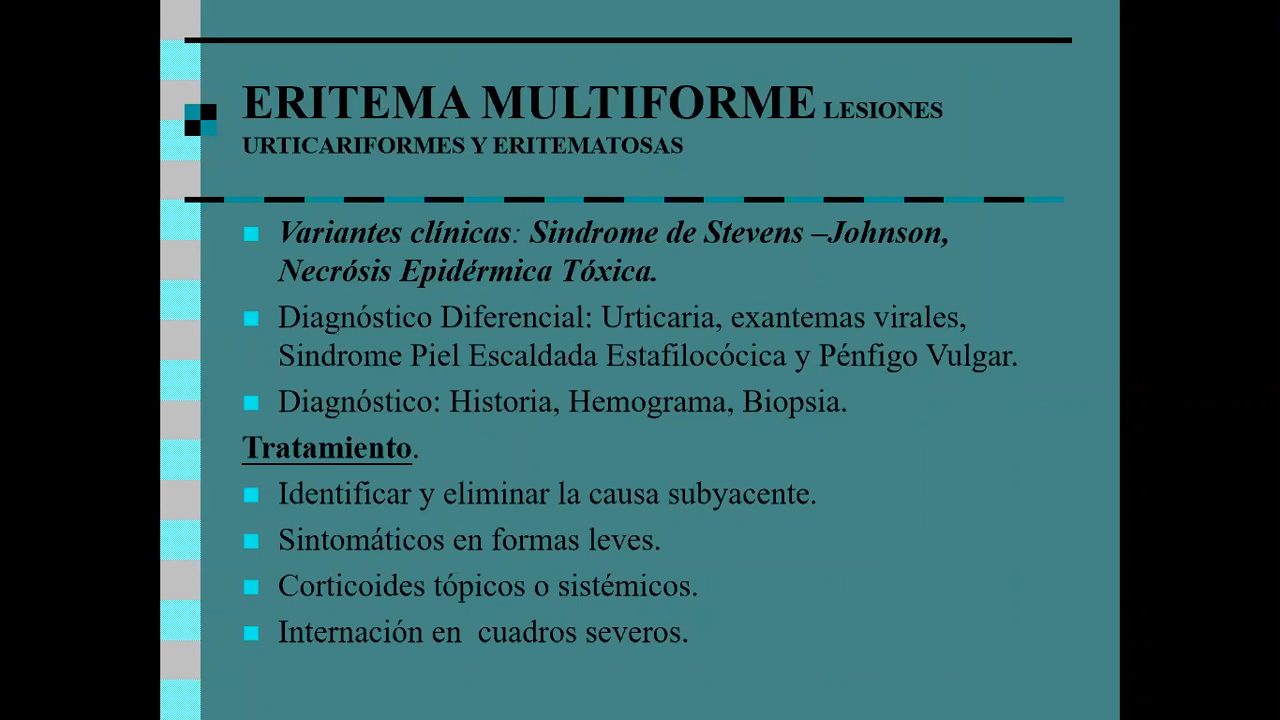 ERITEMA MULTIFORME LESIONES
URTICARIFORMES Y ERITEMATOSAS
Variantes clínicas: Sindrome de Stevens –Johnson,
Necrósis Epidérmica Tóxica.
Diagnóstico Diferencial: Urticaria, exantemas virales,
Sindrome Piel Escaldada Estafilocócica y Pénfigo Vulgar.
Diagnóstico: Historia, Hemograma, Biopsia.
Tratamiento.
Identificar y eliminar la causa subyacente.
Sintomáticos en formas leves.
Corticoides tópicos o sistémicos.
Internación en  cuadros severos.